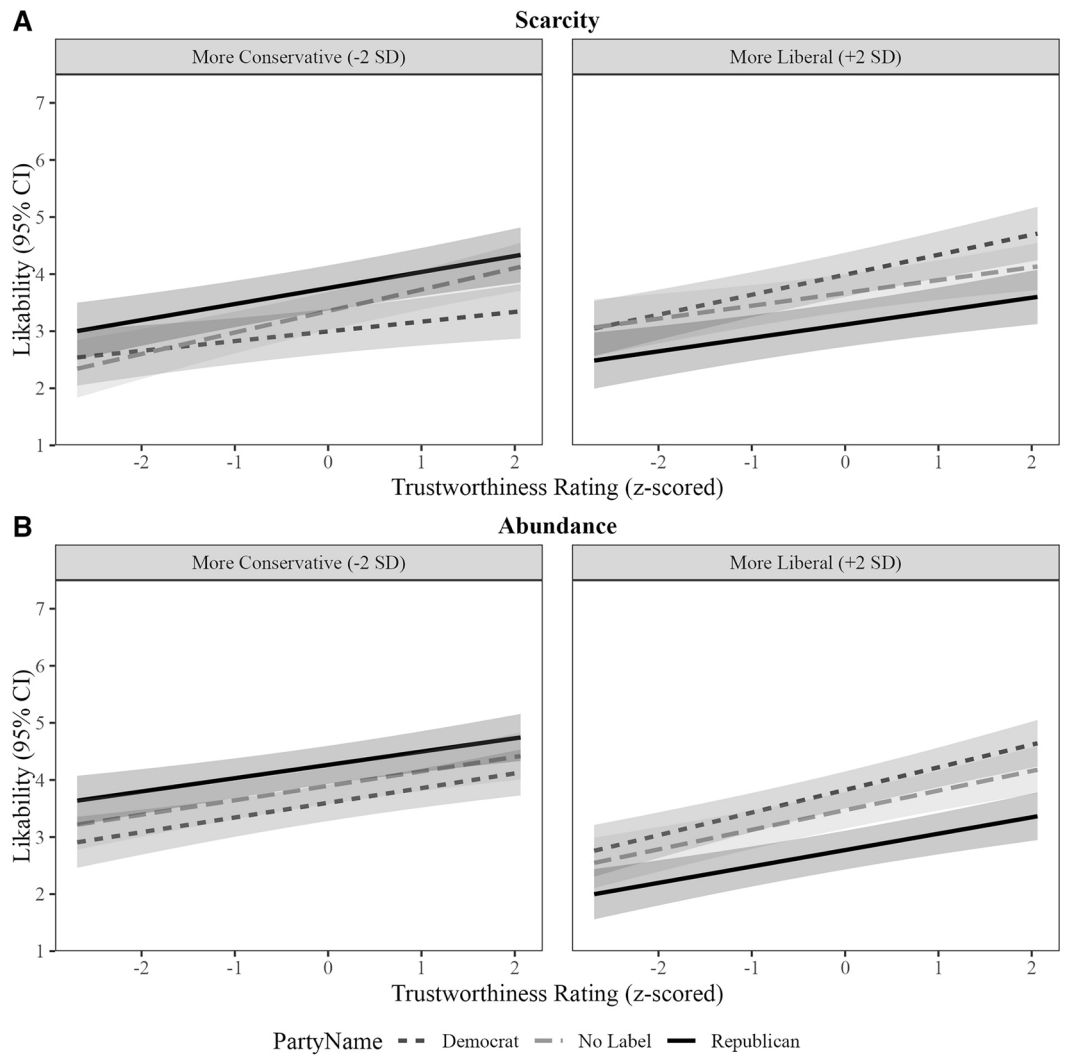 A
Scarcity
More Conservative (-2 SD)
More Liberal (+2 SD)
Likability (95% CI)
7
6
5
4
3
2
1
-2 -1 0 1 2
-2 -1 0 1 2
Trustworthiness Rating (z-scored)
B
Abundance
More Conservative (-2 SD)
More Liberal (+2 SD)
Likability (95% CI)
7
6
5
4
3
2
1
-2 -1 0 1 2
-2 -1 0 1 2
Trustworthiness Rating (z-scored)
PartyName Democrat No Label Republican